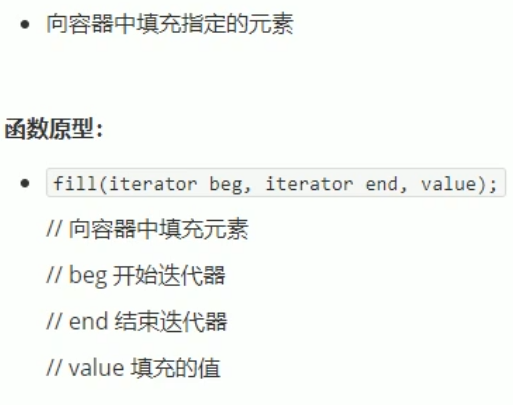 向容器中填充指定的元素
函数原型：
fill(iterator beg, iterator end, value);
// 向容器中填充元素
// beg 开始迭代器
// end 结束迭代器
// value 填充的值